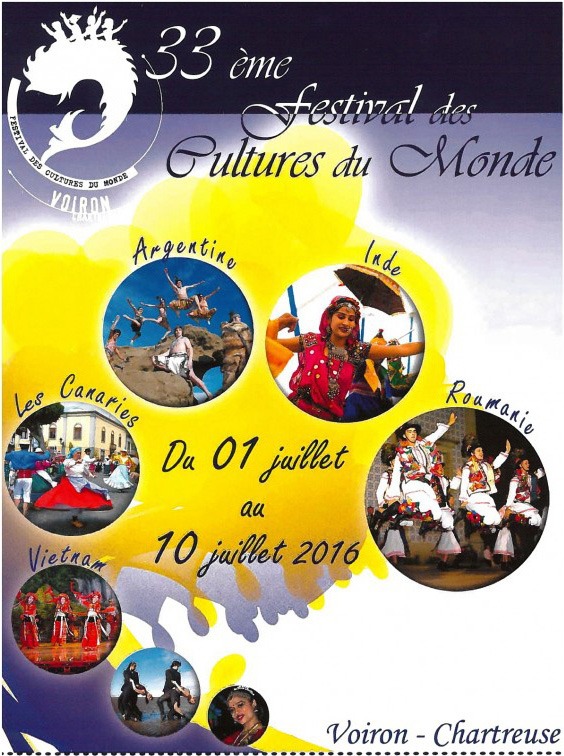 33 ème
Festival des
Cultures du Monde
FESTIVAL DES CULTURES DU MONDE
VOIRON
Argentine
Inde
Les Canaries
Roumanie
Du 01 juillet
au
10 juillet 2016
Vietnam
Voiron - Chartreuse